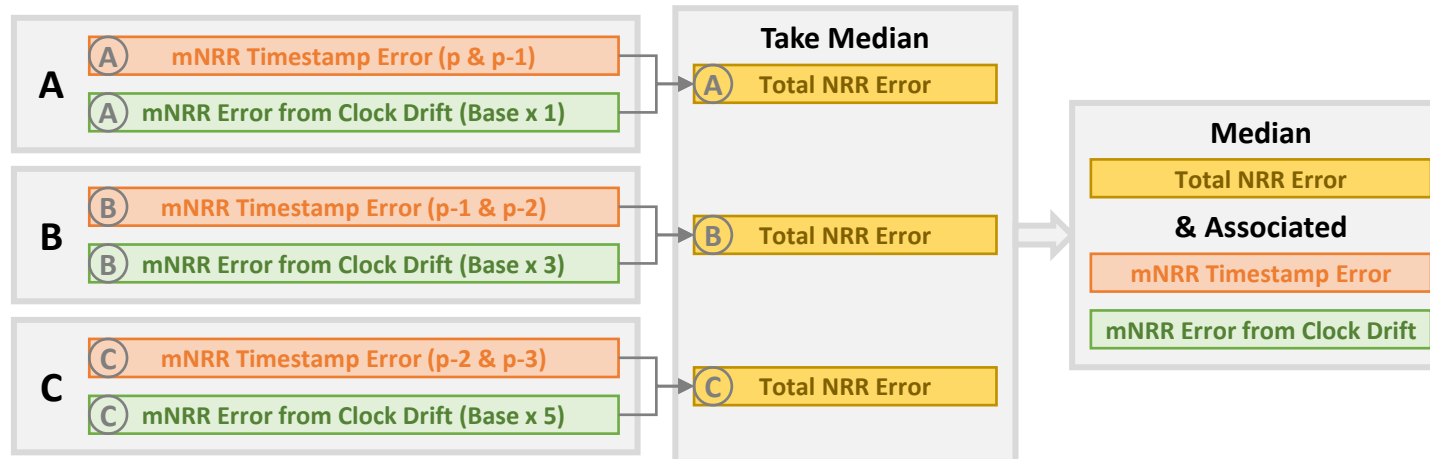 A
A mNRR Timestamp Error (p & p-1)
A mNRR Error from Clock Drift (Base x 1)
B
B mNRR Timestamp Error (p-1 & p-2)
B mNRR Error from Clock Drift (Base x 3)
C
C mNRR Timestamp Error (p-2 & p-3)
C mNRR Error from Clock Drift (Base x 5)
Take Median
A Total NRR Error
B Total NRR Error
C Total NRR Error
Median
Total NRR Error
& Associated
mNRR Timestamp Error
mNRR Error from Clock Drift